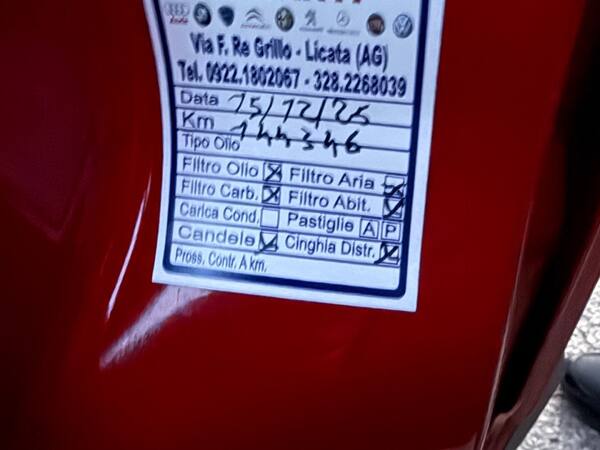 Audi
Via F. Re Grillo - Licata (AG)
Tel. 0922.1802067 - 328.2268039
Data 15/12/25
Km 144346
Tipo Olio
Filtro Olio Filtro Aria
Filtro Carb. Filtro Abit.
Carica Cond. Pastiglie A P
Candele Cinghia Distr.
Pross. Contr. A km.